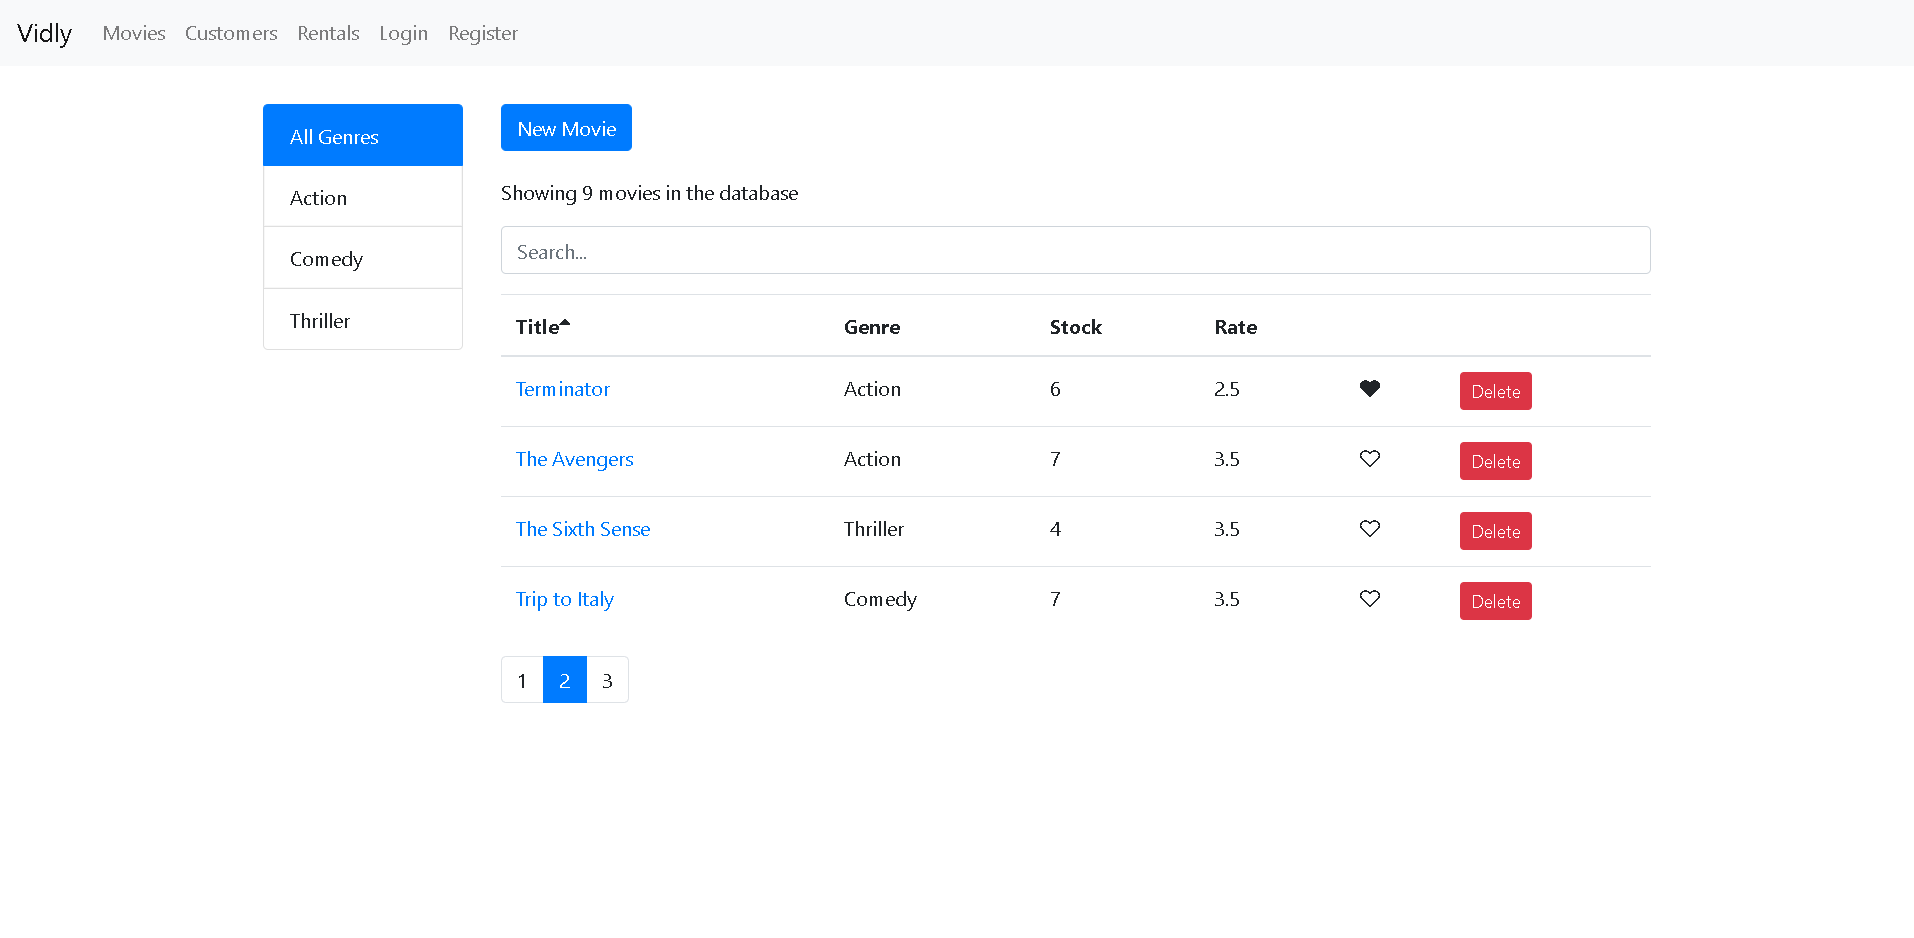 Vidly Movies Customers Rentals Login Register
All Genres
Action
Comedy
Thriller
New Movie
Showing 9 movies in the database
Search...
Title Genre Stock Rate
Terminator Action 6 2.5 Delete
The Avengers Action 7 3.5 Delete
The Sixth Sense Thriller 4 3.5 Delete
Trip to Italy Comedy 7 3.5 Delete
1 2 3